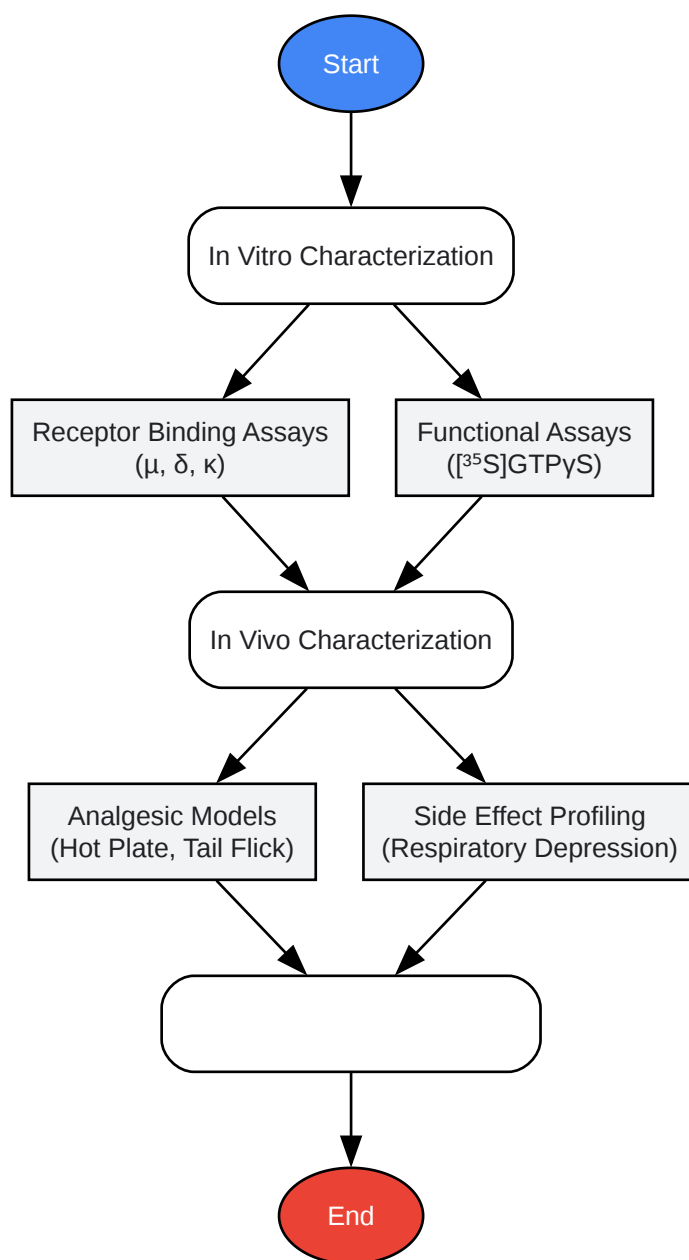 Start
In Vitro Characterization
Receptor Binding Assays
(μ, δ, κ)
Functional Assays
([³⁵S]GTPγS)
In Vivo Characterization
Analgesic Models
(Hot Plate, Tail Flick)
Side Effect Profiling
(Respiratory Depression)
End